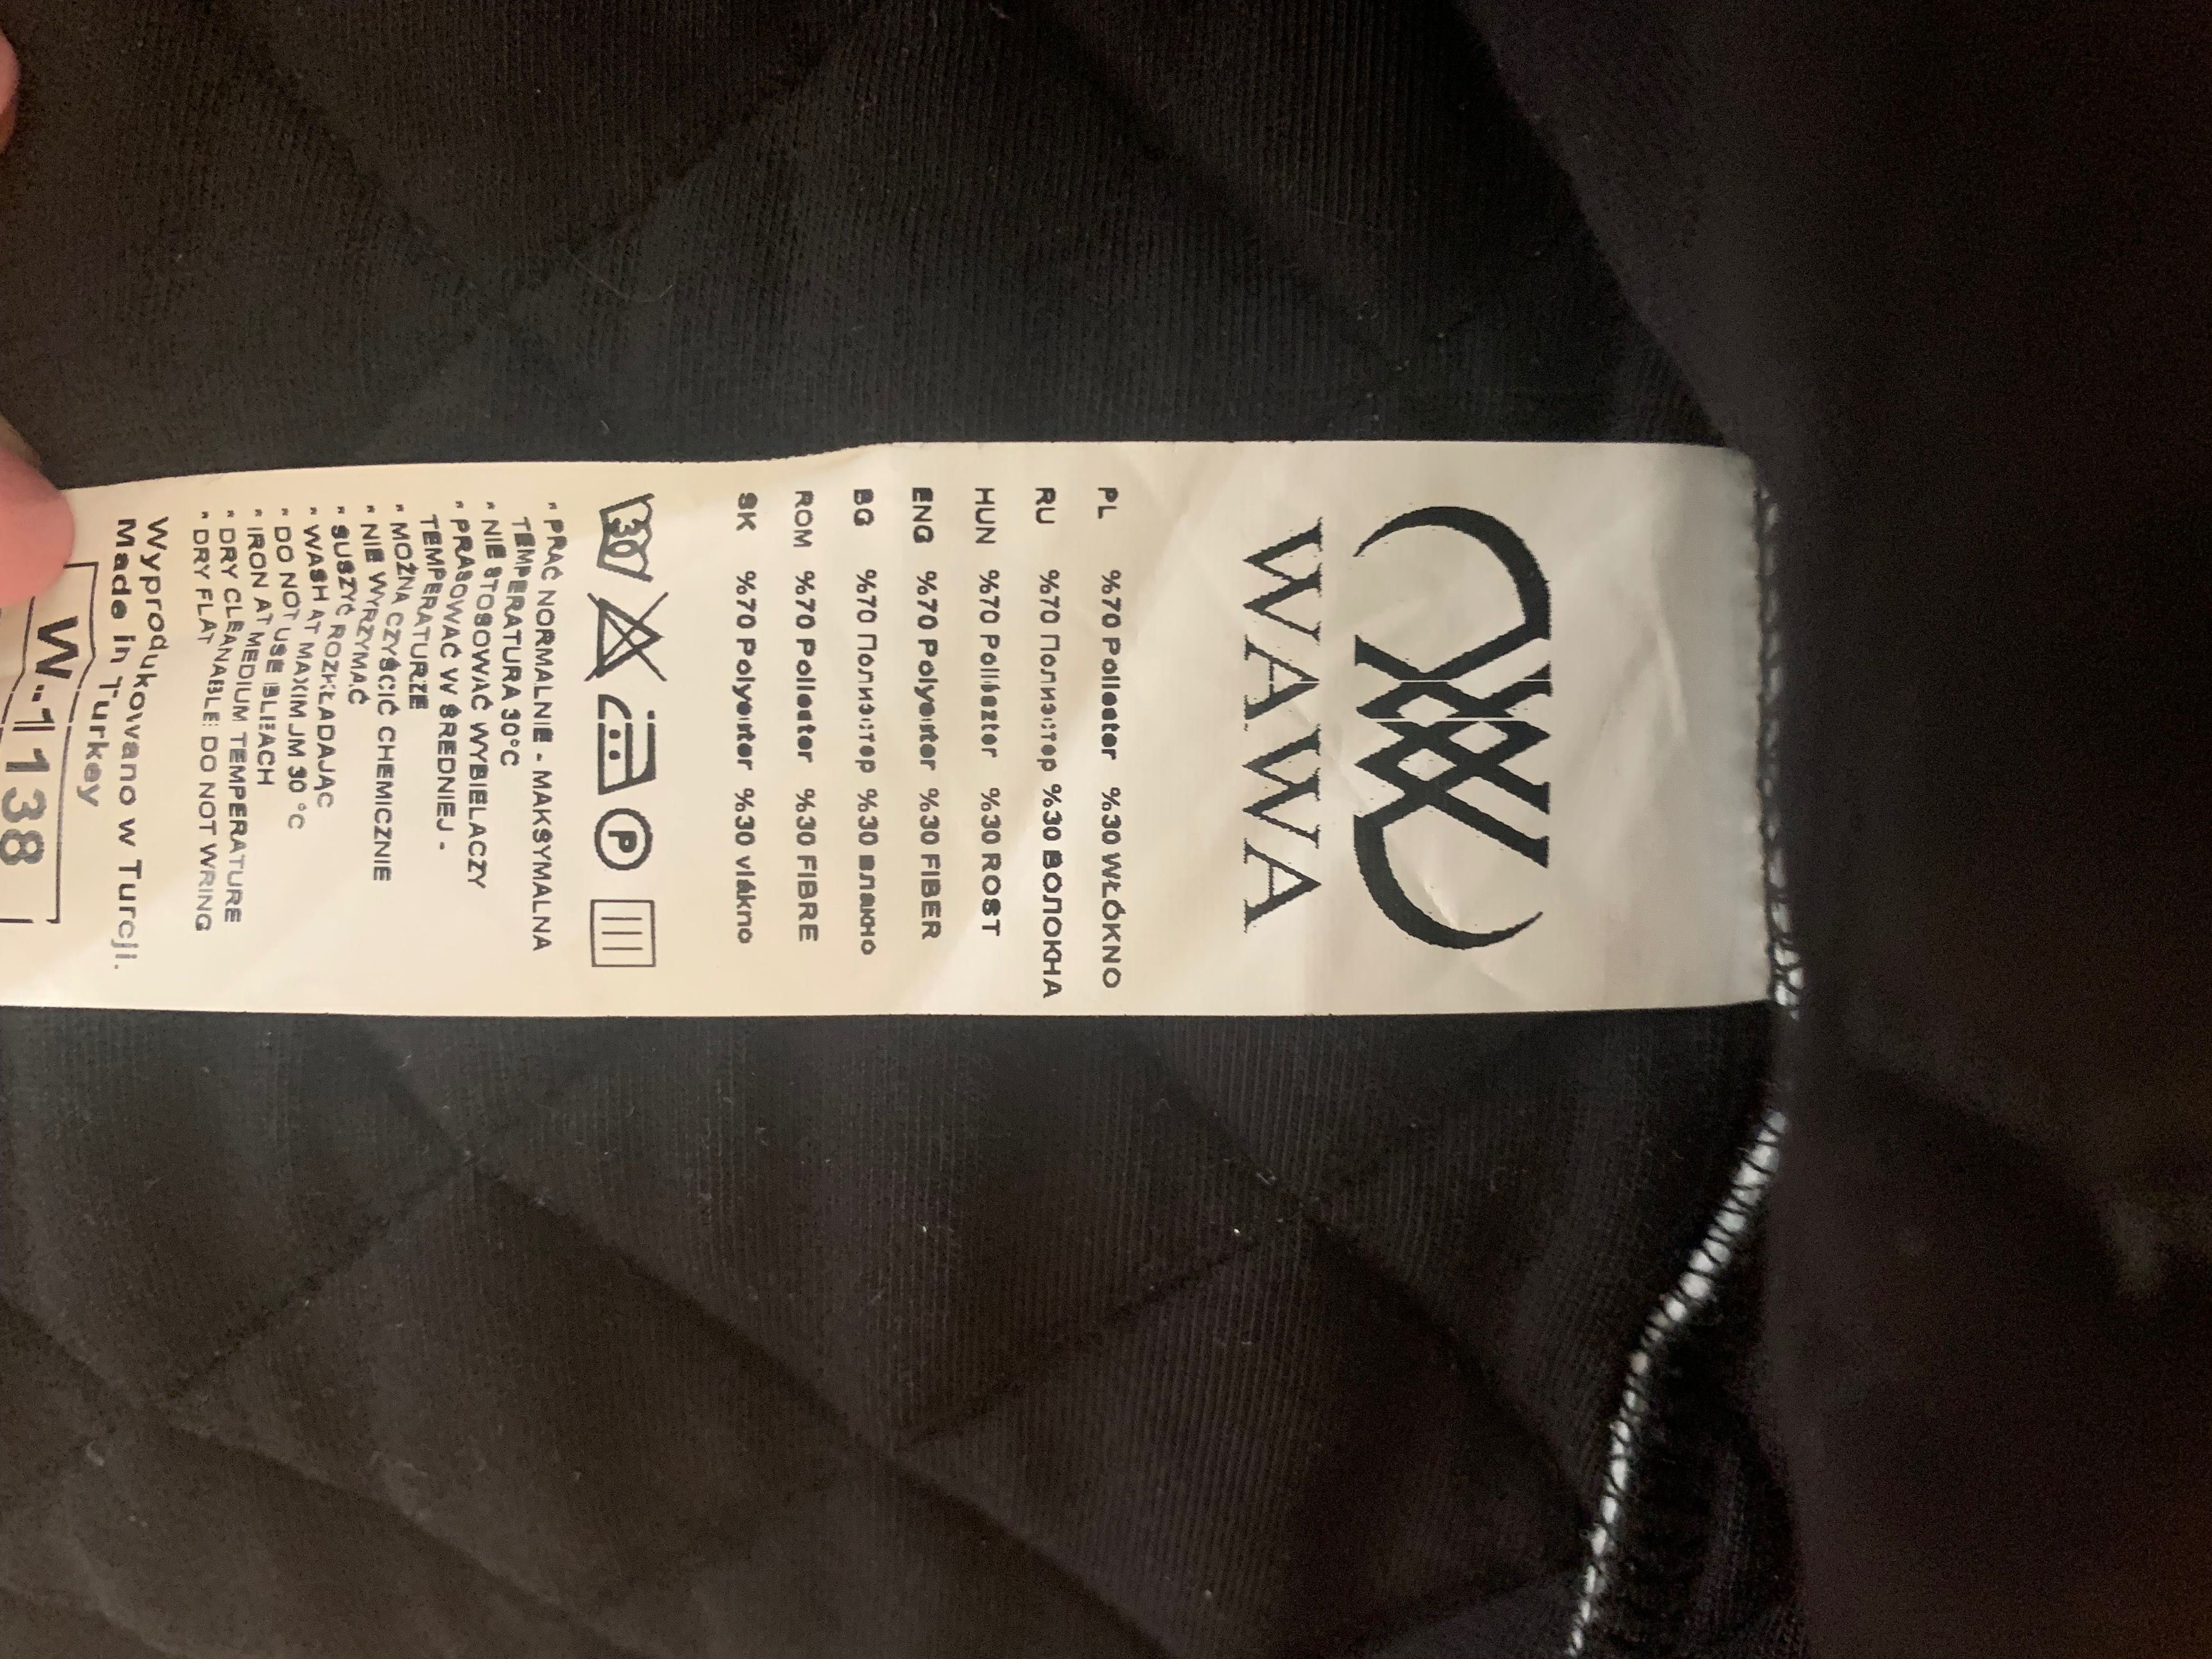 WAWA
PL %70 Poliester %30 WŁÓKNO
RU %70 Полиэстер %30 ВОЛОКНА
HUN %70 Poliészter %30 ROST
ENG %70 Polyester %30 FIBER
BG %70 Полиэстер %30 влакно
ROM %70 Poliester %30 FIBRE
SK %70 Polyester %30 vlákno
30 P
" PRAĆ NORMALNIE - MAKSYMALNA
TEMPERATURA 30°C
" NIE STOSOWAĆ WYBIELACZY
" PRASOWAĆ W ŚREDNIEJ -
TEMPERATURZE
" MOŻNA CZYŚCIĆ CHEMICZNIE
" NIE WYRZYMAĆ
" SUSZYĆ ROZKŁADAJĄC
" WASH AT MAXIMUM 30 °C
" DO NOT USE BLEACH
" IRON AT MEDIUM TEMPERATURE
" DRY CLEANABLE DO NOT WRING
" DRY FLAT
Wyprodukowano w Turcji.
Made in Turkey
W-1138